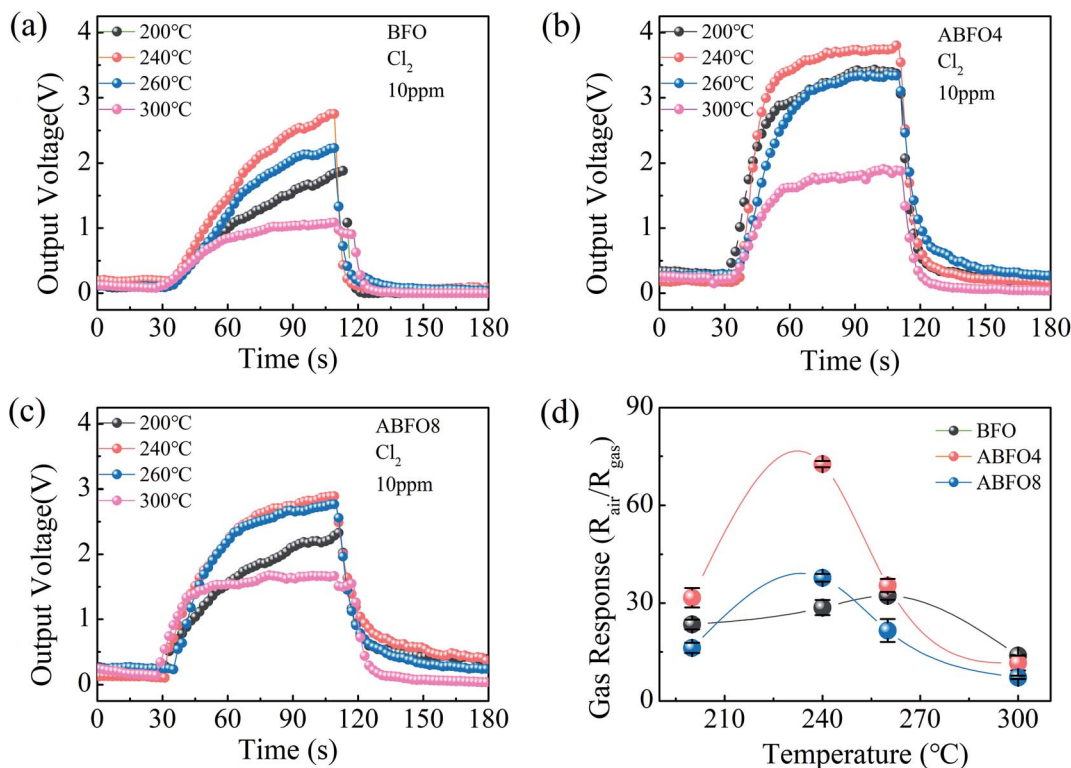 (a)
200°C
240°C
260°C
300°C
BFO
Cl2
10ppm
Output Voltage(V)
4
3
2
1
0
0 30 60 90 120 150 180
Time (s)
(b)
200°C
240°C
260°C
300°C
ABFO4
Cl2
10ppm
Output Voltage(V)
4
3
2
1
0
0 30 60 90 120 150 180
Time (s)
(c)
200°C
240°C
260°C
300°C
ABFO8
Cl2
10ppm
Output Voltage(V)
4
3
2
1
0
0 30 60 90 120 150 180
Time (s)
(d)
BFO
ABFO4
ABFO8
Gas Response (Rair/Rgas)
90
60
30
0
210 240 270 300
Temperature (°C)